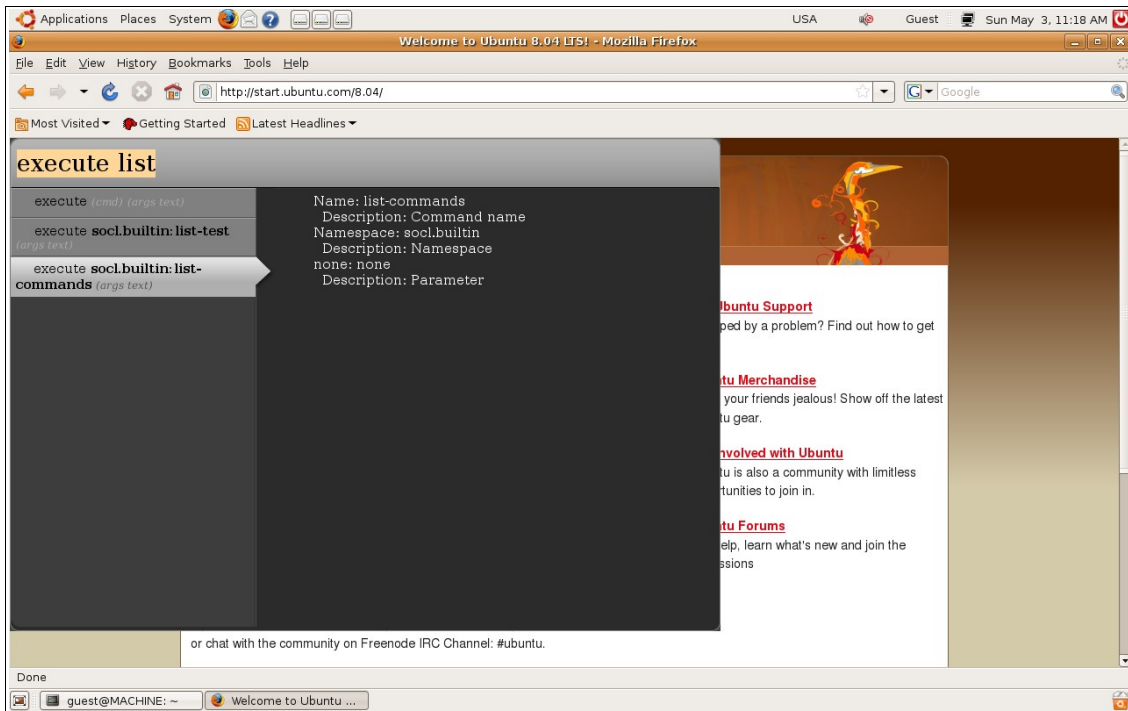 Applications Places System USA Guest Sun May 3, 11:18 AM
Welcome to Ubuntu 8.04 LTS! - Mozilla Firefox
File Edit View History Bookmarks Tools Help
http://start.ubuntu.com/8.04/ G Google
Most Visited Getting Started Latest Headlines
execute list
execute (cmd) (args text)
execute socl.builtin:list-test
(args text)
execute socl.builtin:list-
commands (args text)
Name: list-commands
Description: Command name
Namespace: socl.builtin
Description: Namespace
none: none
Description: Parameter
Ubuntu Support
ped by a problem? Find out how to get
tu Merchandise
your friends jealous! Show off the latest
tu gear.
nvolved with Ubuntu
tu is also a community with limitless
rtunities to join in.
tu Forums
elp, learn what's new and join the
ssions
or chat with the community on Freenode IRC Channel: #ubuntu.
Done
guest@MACHINE: ~ Welcome to Ubuntu ...